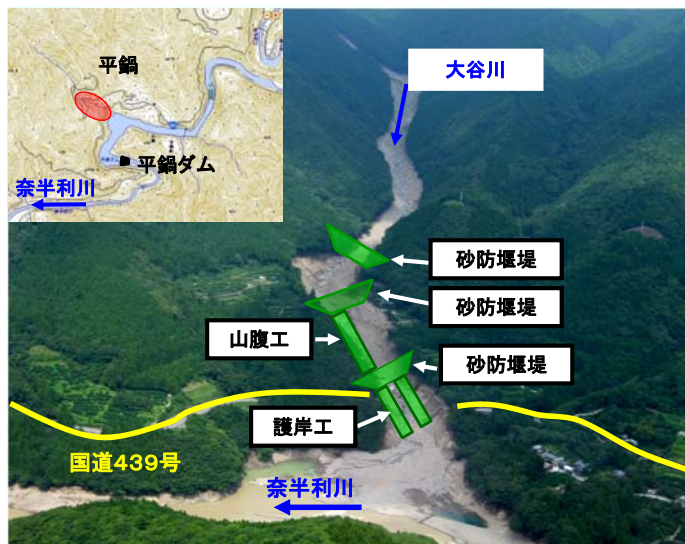 平鍋
平鍋ダム
奈半利川
大谷川
砂防堰堤
砂防堰堤
山腹工
砂防堰堤
護岸工
国道439号
奈半利川